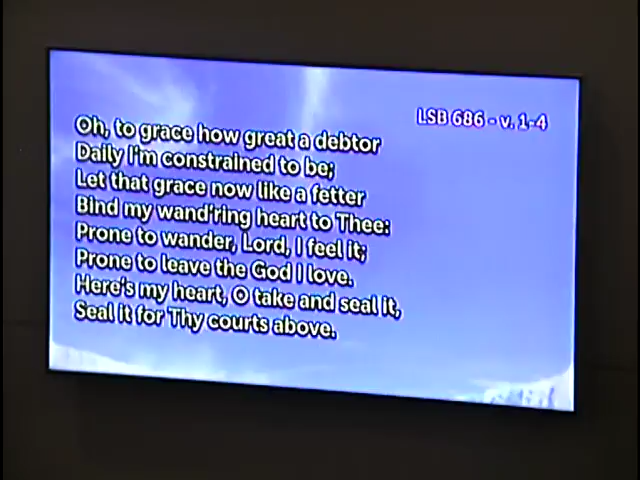 LSB 686 - v. 1-4
Oh, to grace how great a debtor
Daily I'm constrained to be;
Let that grace now like a fetter
Bind my wand'ring heart to Thee:
Prone to wander, Lord, I feel it;
Prone to leave the God I love.
Here's my heart, O take and seal it,
Seal it for Thy courts above.